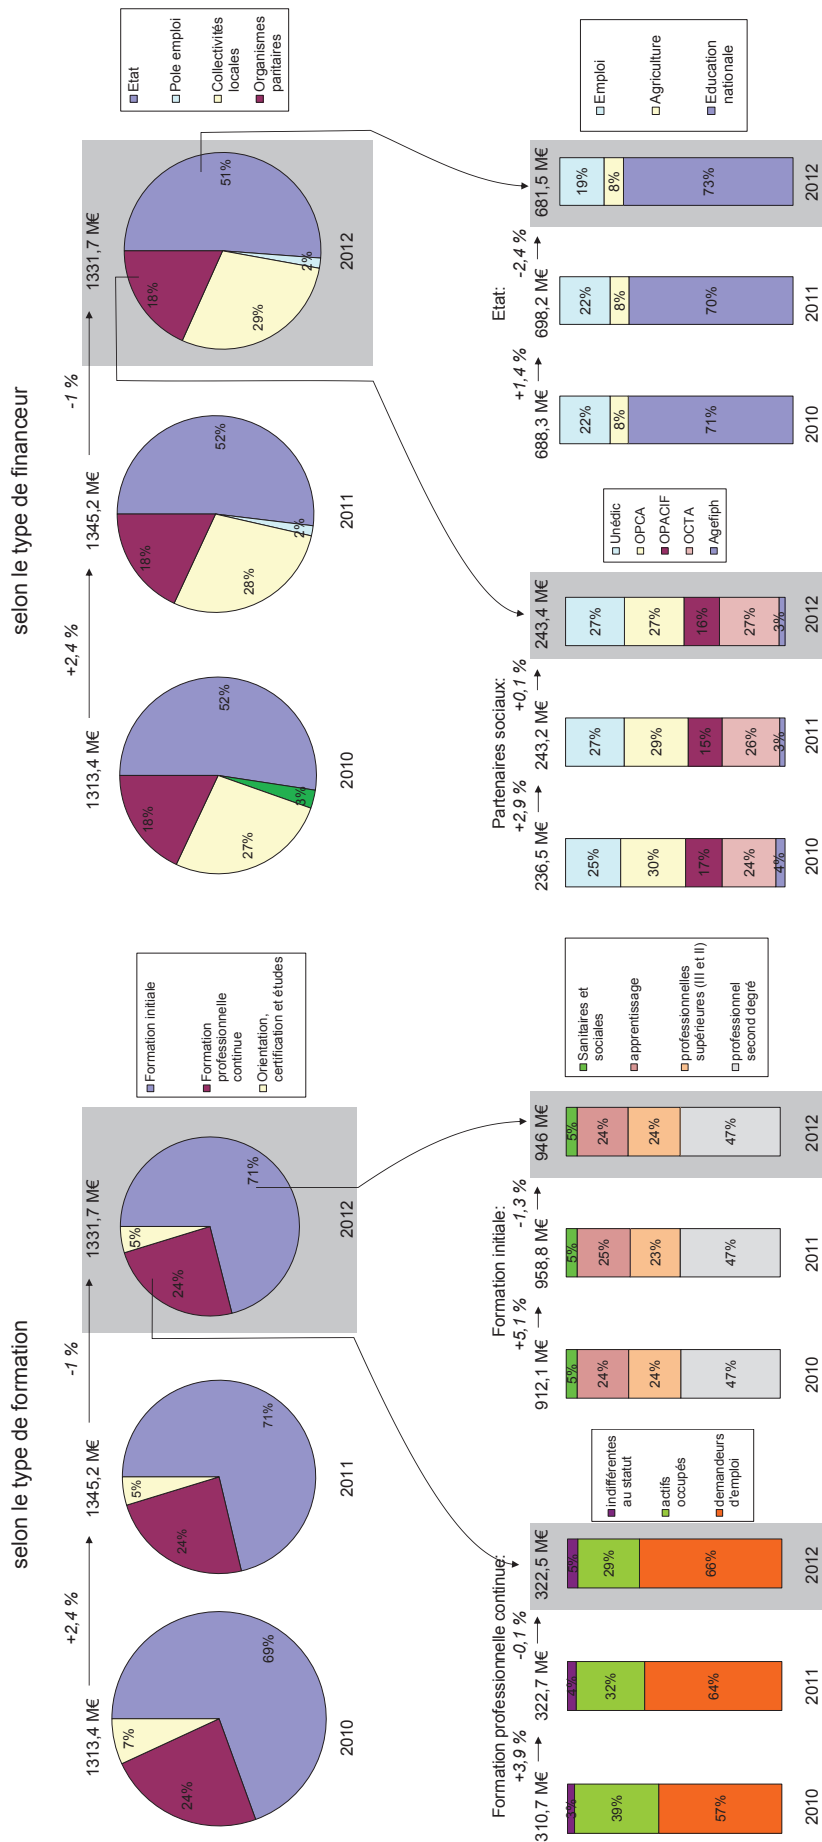 selon le type de formation
+2,4 %
-1 %
1313,4 M€
1345,2 M€
1331,7 M€
7%
24%
69%
2010
5%
24%
71%
2011
5%
24%
71%
2012
Formation initiale
Formation
professionnelle
continue
Orientation,
certification et études
Formation professionnelle continue:
+3,9 %
-0,1 %
310,7 M€
322,7 M€
322,5 M€
3%
39%
57%
2010
4%
32%
64%
2011
5%
29%
66%
2012
indifférentes
au statut
actifs
occupés
demandeurs
d'emploi
Formation initiale:
+5,1 %
-1,3 %
912,1 M€
958,8 M€
946 M€
5%
24%
24%
47%
2010
5%
25%
23%
47%
2011
5%
24%
24%
47%
2012
Sanitaires et
sociales
apprentissage
professionnelles
supérieures (III et II)
professionnel
second degré
selon le type de financeur
+2,4 %
-1 %
1313,4 M€
1345,2 M€
1331,7 M€
18%
52%
27%
3%
2010
18%
52%
28%
2%
2011
18%
51%
29%
2%
2012
Etat
Pole emploi
Collectivités
locales
Organismes
paritaires
Partenaires sociaux:
+2,9 %
+0,1 %
236,5 M€
243,2 M€
243,4 M€
25%
30%
17%
24%
4%
2010
27%
29%
15%
26%
3%
2011
27%
27%
16%
27%
3%
2012
Unédic
OPCA
OPACIF
OCTA
Agefiph
Etat:
+1,4 %
-2,4 %
688,3 M€
698,2 M€
681,5 M€
22%
8%
71%
2010
22%
8%
70%
2011
19%
8%
73%
2012
Emploi
Agriculture
Education
nationale